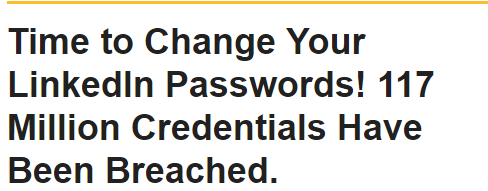 Time to Change Your
LinkedIn Passwords! 117
Million Credentials Have
Been Breached.